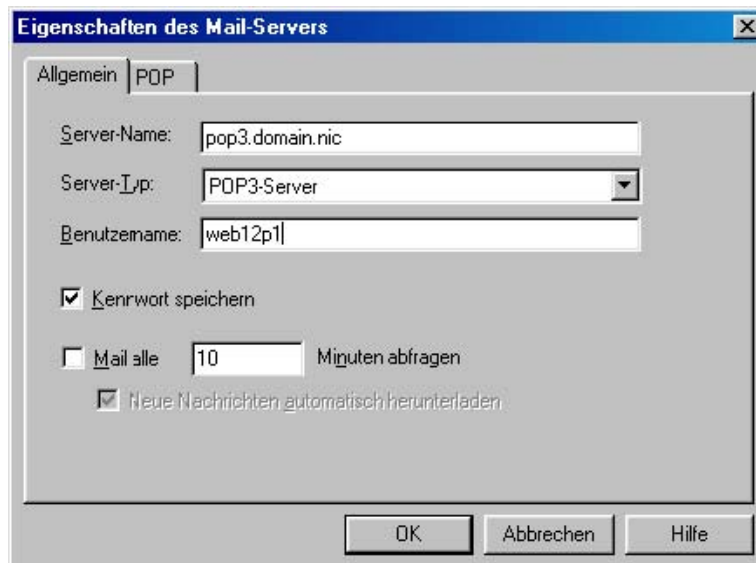 Eigenschaften des Mail-Servers
Allgemein POP
Server-Name: pop3.domain.nic
Server-Typ: POP3-Server
Benutzername: web12p1
Kennwort speichern
Mail alle 10 Minuten abfragen
Neue Nachrichten automatisch herunterladen
OK Abbrechen Hilfe